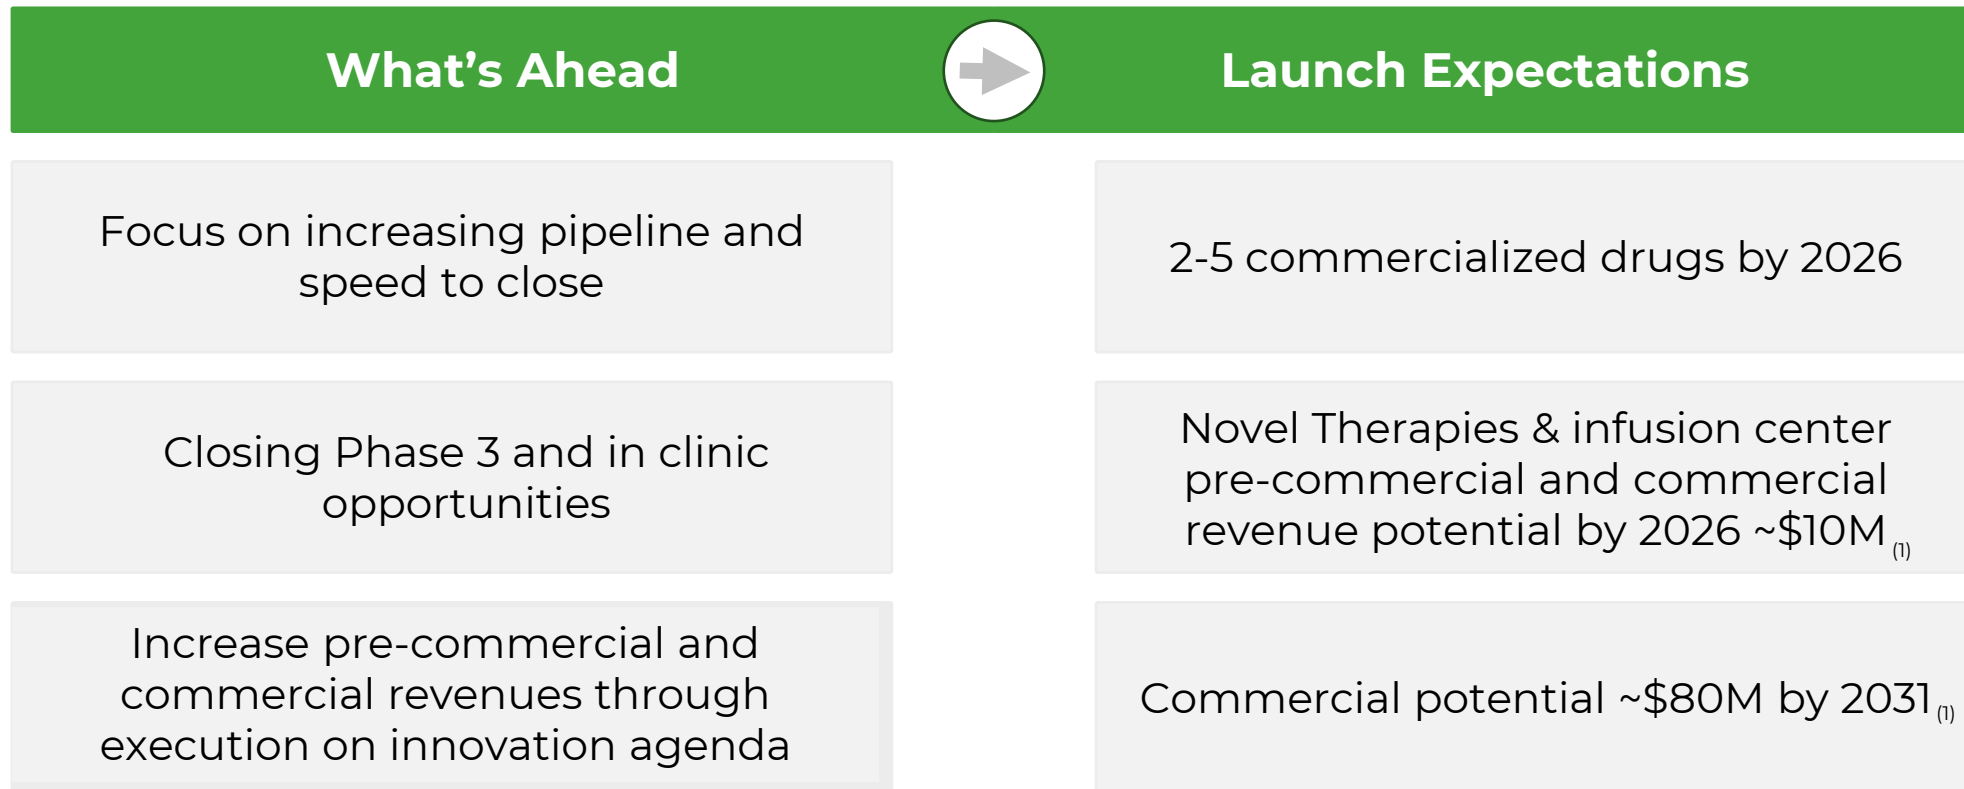 What’s Ahead
Launch Expectations
Focus on increasing pipeline and
speed to close
2-5 commercialized drugs by 2026
Closing Phase 3 and in clinic
opportunities
Novel Therapies & infusion center
pre-commercial and commercial
revenue potential by 2026 ~$10M (1)
Increase pre-commercial and
commercial revenues through
execution on innovation agenda
Commercial potential ~$80M by 2031 (1)